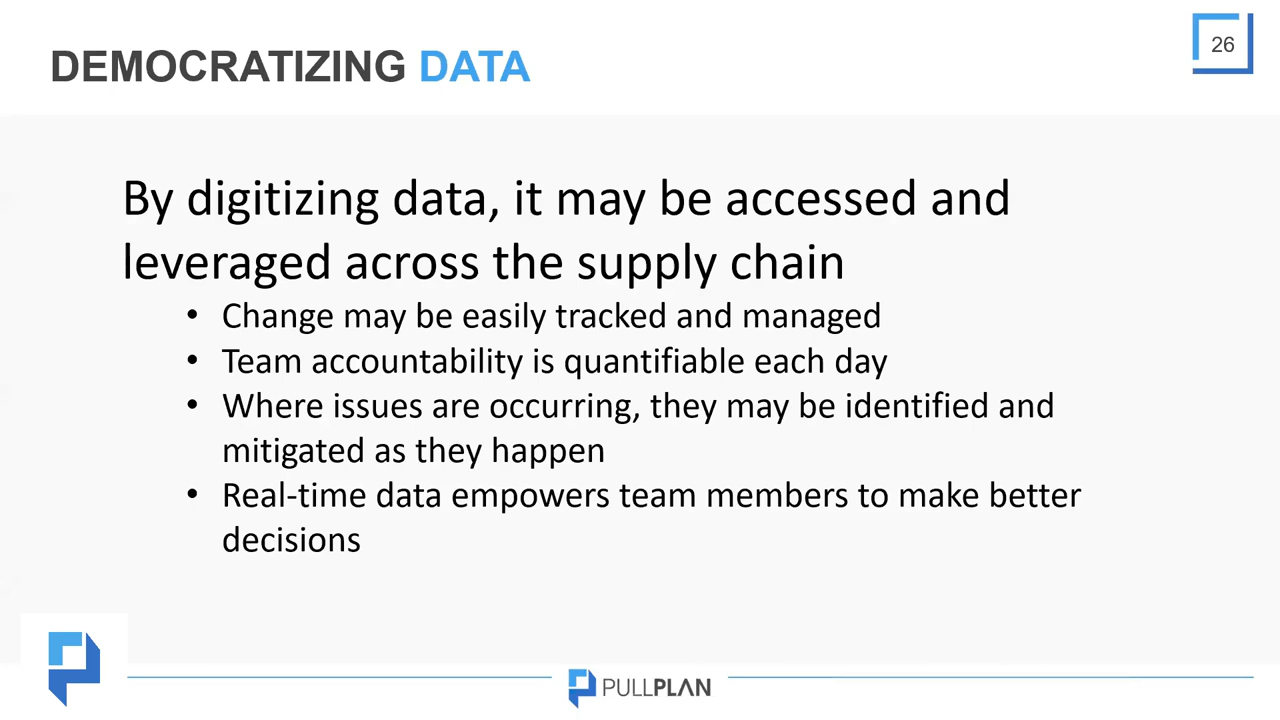 DEMOCRATIZING DATA
26
By digitizing data, it may be accessed and
leveraged across the supply chain
• Change may be easily tracked and managed
• Team accountability is quantifiable each day
• Where issues are occurring, they may be identified and
mitigated as they happen
• Real-time data empowers team members to make better
decisions
PULLPLAN